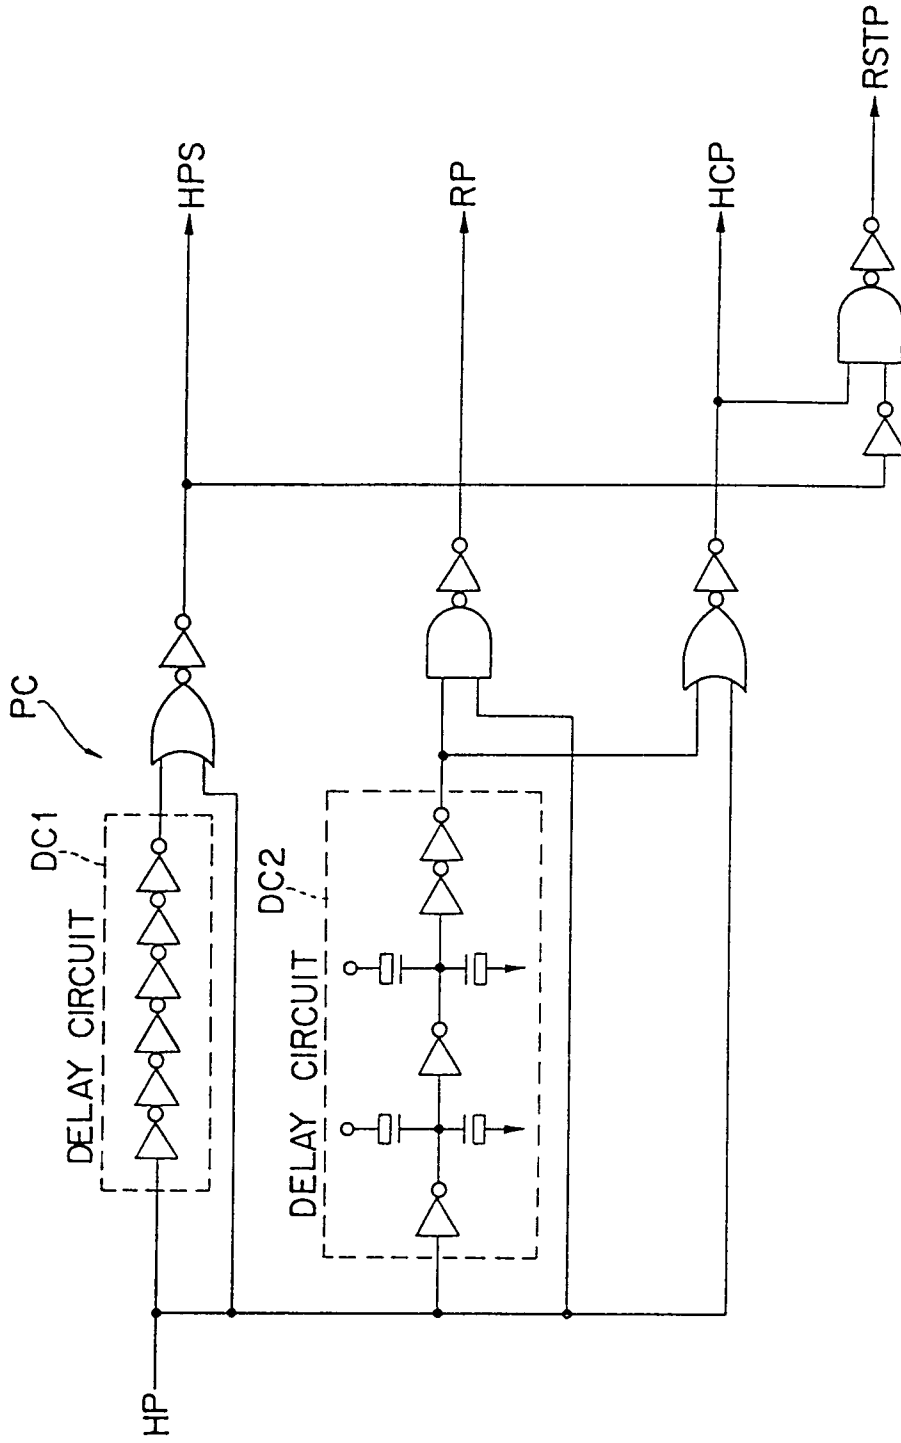 PC
HP
DELAY CIRCUIT
DC1
HPS
DELAY CIRCUIT
DC2
RP
HCP
RSTP